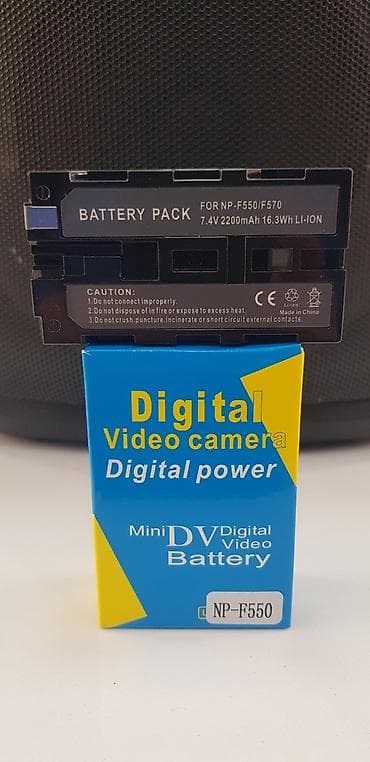 BATTERY PACK
FOR NP-F550/F570
7.4V 2200mAh 16.3Wh LI-ION
CAUTION:
1.Do not connect improperly.
2.Do not dispose of in fire or expose to excess heat.
3.Do not crush,puncture,incinerate or short circuit external contacts.
CE
Li-ion
Made in China
Digital
Video camera
Digital power
Mini DV Digital
Video
Battery
NP-F550